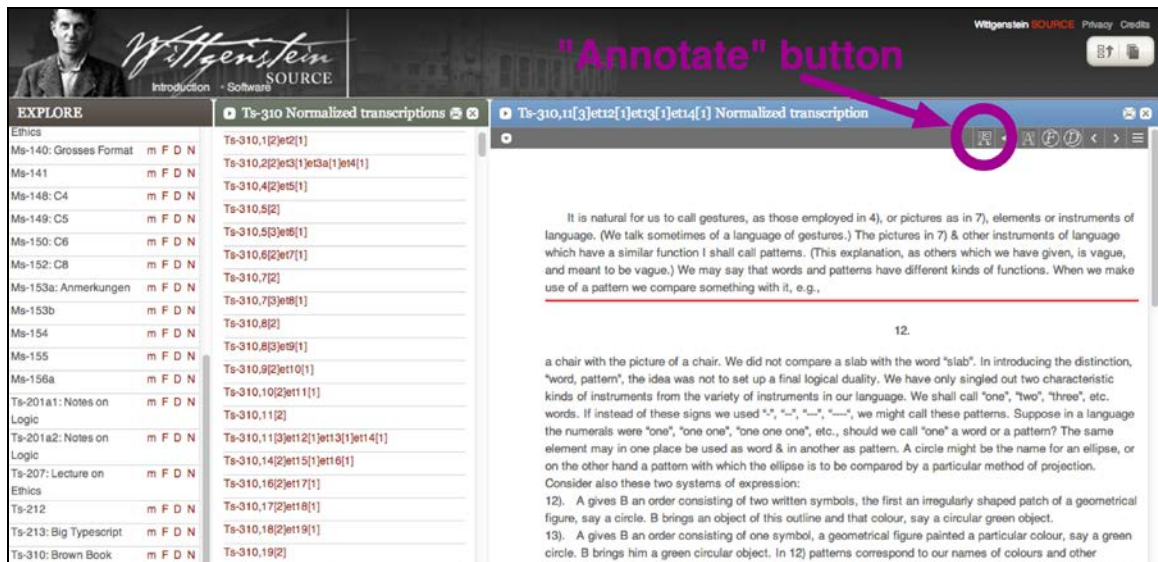 Wittgenstein SOURCE Privacy Credits
"Annotate" button
Wittgenstein
SOURCE
Introduction • Software
EXPLORE
Ethics
Ms-140: Grosses Format m F D N
Ms-141 m F D N
Ms-148: C4 m F D N
Ms-149: C5 m F D N
Ms-150: C6 m F D N
Ms-152: C8 m F D N
Ms-153a: Anmerkungen m F D N
Ms-153b m F D N
Ms-154 m F D N
Ms-155 m F D N
Ms-156a m F D N
Ts-201a1: Notes on m F D N
Logic
Ts-201a2: Notes on m F D N
Logic
Ts-207: Lecture on m F D N
Ethics
Ts-212 m F D N
Ts-213: Big Typescript m F D N
Ts-310: Brown Book m F D N
Ts-310 Normalized transcriptions
Ts-310,1[2]et2[1]
Ts-310,2[2]et3[1]et3a[1]et4[1]
Ts-310,4[2]et5[1]
Ts-310,5[2]
Ts-310,5[3]et6[1]
Ts-310,6[2]et7[1]
Ts-310,7[2]
Ts-310,7[3]et8[1]
Ts-310,8[2]
Ts-310,8[3]et9[1]
Ts-310,9[2]et10[1]
Ts-310,10[2]et11[1]
Ts-310,11[2]
Ts-310,11[3]et12[1]et13[1]et14[1]
Ts-310,14[2]et15[1]et16[1]
Ts-310,16[2]et17[1]
Ts-310,17[2]et18[1]
Ts-310,18[2]et19[1]
Ts-310,19[2]
Ts-310,11[3]et12[1]et13[1]et14[1] Normalized transcription
A F D < >
It is natural for us to call gestures, as those employed in 4), or pictures as in 7), elements or instruments of
language. (We talk sometimes of a language of gestures.) The pictures in 7) & other instruments of language
which have a similar function I shall call patterns. (This explanation, as others which we have given, is vague,
and meant to be vague.) We may say that words and patterns have different kinds of functions. When we make
use of a pattern we compare something with it, e.g.,
12.
a chair with the picture of a chair. We did not compare a slab with the word "slab". In introducing the distinction,
"word, pattern", the idea was not to set up a final logical duality. We have only singled out two characteristic
kinds of instruments from the variety of instruments in our language. We shall call "one", "two", "three", etc.
words. If instead of these signs we used "-", "--", "---", "----", we might call these patterns. Suppose in a language
the numerals were "one", "one one", "one one one", etc., should we call "one" a word or a pattern? The same
element may in one place be used as word & in another as pattern. A circle might be the name for an ellipse, or
on the other hand a pattern with which the ellipse is to be compared by a particular method of projection.
Consider also these two systems of expression:
12). A gives B an order consisting of two written symbols, the first an irregularly shaped patch of a geometrical
figure, say a circle. B brings an object of this outline and that colour, say a circular green object.
13). A gives B an order consisting of one symbol, a geometrical figure painted a particular colour, say a green
circle. B brings him a green circular object. In 12) patterns correspond to our names of colours and other